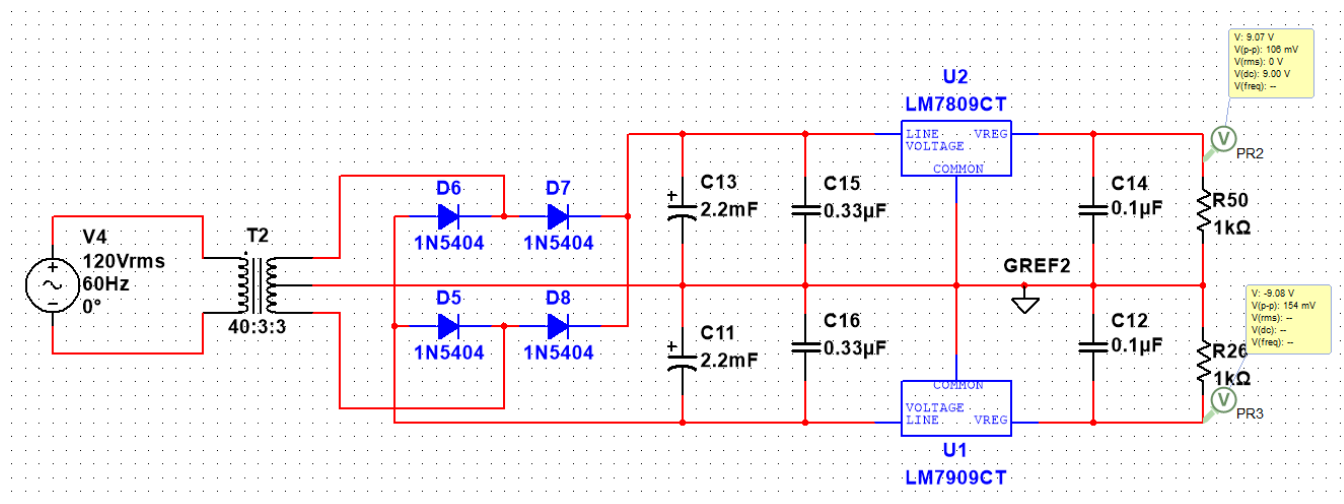 V: 9.07 V
V(p-p): 106 mV
V(rms): 0 V
V(dc): 9.00 V
V(freq): --
PR2
U2
LM7809CT
LINE VREG
VOLTAGE
COMMON
D6
1N5404
D7
1N5404
C13
+
2.2mF
C15
0.33µF
C14
0.1µF
R50
1kΩ
V4
120Vrms
60Hz
0°
T2
40:3:3
GREF2
D5
1N5404
D8
1N5404
C11
+
2.2mF
C16
0.33µF
C12
0.1µF
V: -9.08 V
V(p-p): 154 mV
V(rms): --
V(dc): --
V(freq): --
R26
1kΩ
V
PR3
COMMON
VOLTAGE
LINE VREG
U1
LM7909CT
V